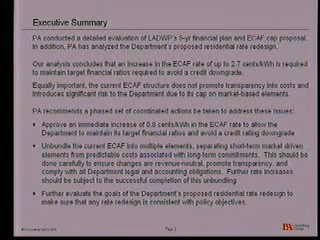 Executive Summary
PA conducted a detailed evaluation of LADWP's 5-yr financial plan and ECAF cap proposal.
In addition, PA has analyzed the Department's proposed residential rate redesign.
Our analysis concludes that an increase in the ECAF rate of up to 2.7 cents/kWh is required
to maintain target financial ratios required to avoid a credit downgrade.
Equally important, the current ECAF structure does not promote transparency into costs and
introduces significant risk to the Department due to its cap on market-based elements.
PA recommends a phased set of coordinated actions be taken to address these issues:
• Approve an immediate increase of 0.8 cents/kWh in the ECAF rate to allow the
Department to maintain its target financial ratios and avoid a credit rating downgrade
• Unbundle the current ECAF into multiple elements, separating short-term market driven
elements from predictable costs associated with long-term commitments. This should be
done carefully to ensure changes are revenue-neutral, promote transparency, and
comply with all Department legal and accounting obligations. Further rate increases
should be subject to the successful completion of this unbundling
• Further evaluate the goals of the Department's proposed residential rate redesign to
make sure that any rate redesign is consistent with policy objectives.
Page 2
PA Consulting
Group